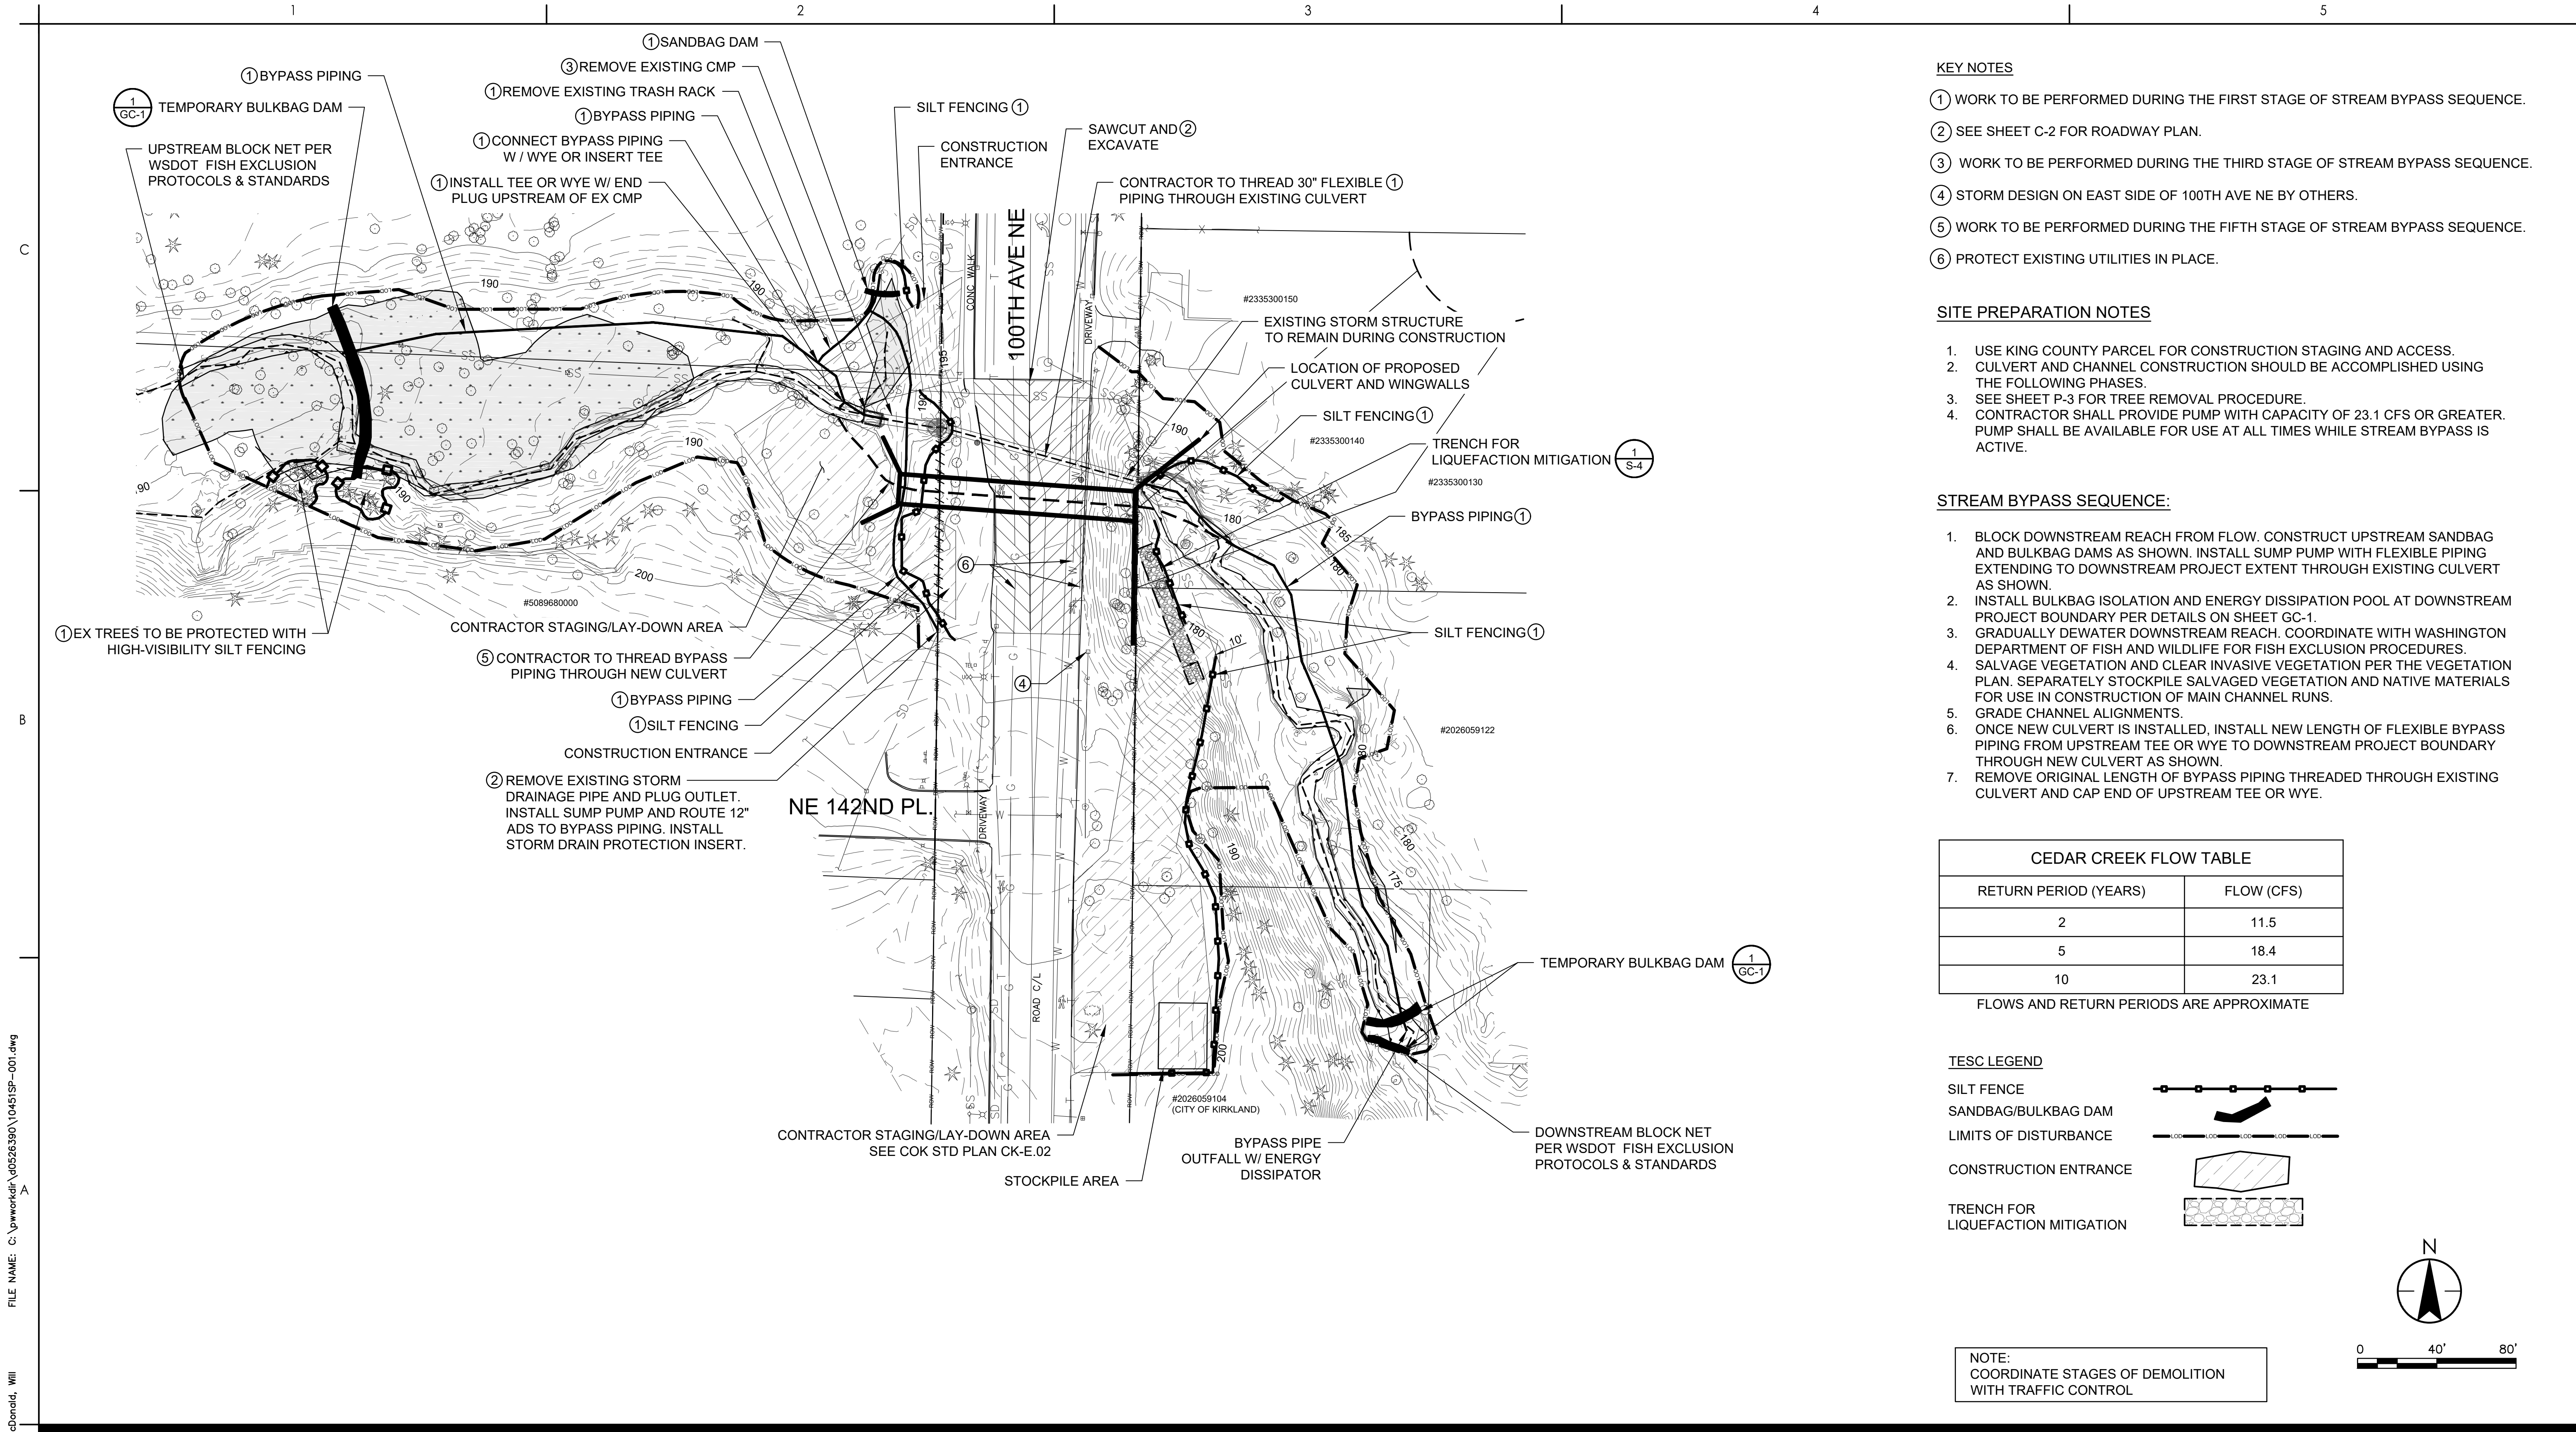 1 2 3 4 5
C
B
A
① SANDBAG DAM
③ REMOVE EXISTING CMP
① REMOVE EXISTING TRASH RACK
① BYPASS PIPING
① CONNECT BYPASS PIPING
W / WYE OR INSERT TEE
① INSTALL TEE OR WYE W/ END
PLUG UPSTREAM OF EX CMP
① BYPASS PIPING
1
GC-1
TEMPORARY BULKBAG DAM
UPSTREAM BLOCK NET PER
WSDOT FISH EXCLUSION
PROTOCOLS & STANDARDS
SILT FENCING ①
CONSTRUCTION
ENTRANCE
SAWCUT AND ②
EXCAVATE
CONTRACTOR TO THREAD 30" FLEXIBLE ①
PIPING THROUGH EXISTING CULVERT
100TH AVE NE
CONC WALK
DRIVEWAY
#2335300150
EXISTING STORM STRUCTURE
TO REMAIN DURING CONSTRUCTION
LOCATION OF PROPOSED
CULVERT AND WINGWALLS
SILT FENCING ①
#2335300140
TRENCH FOR
LIQUEFACTION MITIGATION
1
S-4
#2335300130
BYPASS PIPING ①
190
190
190
190
190
195
190
190
200
180
185
180
180
10'
180
180
175
190
200
⑥
④
#5089680000
① EX TREES TO BE PROTECTED WITH
HIGH-VISIBILITY SILT FENCING
CONTRACTOR STAGING/LAY-DOWN AREA
⑤ CONTRACTOR TO THREAD BYPASS
PIPING THROUGH NEW CULVERT
① BYPASS PIPING
① SILT FENCING
CONSTRUCTION ENTRANCE
② REMOVE EXISTING STORM
DRAINAGE PIPE AND PLUG OUTLET.
INSTALL SUMP PUMP AND ROUTE 12"
ADS TO BYPASS PIPING. INSTALL
STORM DRAIN PROTECTION INSERT.
NE 142ND PL.
DRIVEWAY
ROAD C/L
SILT FENCING ①
#2026059122
TEMPORARY BULKBAG DAM
1
GC-1
#2026059104
(CITY OF KIRKLAND)
CONTRACTOR STAGING/LAY-DOWN AREA
SEE COK STD PLAN CK-E.02
STOCKPILE AREA
BYPASS PIPE
OUTFALL W/ ENERGY
DISSIPATOR
DOWNSTREAM BLOCK NET
PER WSDOT FISH EXCLUSION
PROTOCOLS & STANDARDS
KEY NOTES
① WORK TO BE PERFORMED DURING THE FIRST STAGE OF STREAM BYPASS SEQUENCE.
② SEE SHEET C-2 FOR ROADWAY PLAN.
③ WORK TO BE PERFORMED DURING THE THIRD STAGE OF STREAM BYPASS SEQUENCE.
④ STORM DESIGN ON EAST SIDE OF 100TH AVE NE BY OTHERS.
⑤ WORK TO BE PERFORMED DURING THE FIFTH STAGE OF STREAM BYPASS SEQUENCE.
⑥ PROTECT EXISTING UTILITIES IN PLACE.
SITE PREPARATION NOTES
1. USE KING COUNTY PARCEL FOR CONSTRUCTION STAGING AND ACCESS.
2. CULVERT AND CHANNEL CONSTRUCTION SHOULD BE ACCOMPLISHED USING
THE FOLLOWING PHASES.
3. SEE SHEET P-3 FOR TREE REMOVAL PROCEDURE.
4. CONTRACTOR SHALL PROVIDE PUMP WITH CAPACITY OF 23.1 CFS OR GREATER.
PUMP SHALL BE AVAILABLE FOR USE AT ALL TIMES WHILE STREAM BYPASS IS
ACTIVE.
STREAM BYPASS SEQUENCE:
1. BLOCK DOWNSTREAM REACH FROM FLOW. CONSTRUCT UPSTREAM SANDBAG
AND BULKBAG DAMS AS SHOWN. INSTALL SUMP PUMP WITH FLEXIBLE PIPING
EXTENDING TO DOWNSTREAM PROJECT EXTENT THROUGH EXISTING CULVERT
AS SHOWN.
2. INSTALL BULKBAG ISOLATION AND ENERGY DISSIPATION POOL AT DOWNSTREAM
PROJECT BOUNDARY PER DETAILS ON SHEET GC-1.
3. GRADUALLY DEWATER DOWNSTREAM REACH. COORDINATE WITH WASHINGTON
DEPARTMENT OF FISH AND WILDLIFE FOR FISH EXCLUSION PROCEDURES.
4. SALVAGE VEGETATION AND CLEAR INVASIVE VEGETATION PER THE VEGETATION
PLAN. SEPARATELY STOCKPILE SALVAGED VEGETATION AND NATIVE MATERIALS
FOR USE IN CONSTRUCTION OF MAIN CHANNEL RUNS.
5. GRADE CHANNEL ALIGNMENTS.
6. ONCE NEW CULVERT IS INSTALLED, INSTALL NEW LENGTH OF FLEXIBLE BYPASS
PIPING FROM UPSTREAM TEE OR WYE TO DOWNSTREAM PROJECT BOUNDARY
THROUGH NEW CULVERT AS SHOWN.
7. REMOVE ORIGINAL LENGTH OF BYPASS PIPING THREADED THROUGH EXISTING
CULVERT AND CAP END OF UPSTREAM TEE OR WYE.
CEDAR CREEK FLOW TABLE
RETURN PERIOD (YEARS) FLOW (CFS)
2 11.5
5 18.4
10 23.1
FLOWS AND RETURN PERIODS ARE APPROXIMATE
TESC LEGEND
SILT FENCE
SANDBAG/BULKBAG DAM
LIMITS OF DISTURBANCE
CONSTRUCTION ENTRANCE
TRENCH FOR
LIQUEFACTION MITIGATION
N
0 40' 80'
NOTE:
COORDINATE STAGES OF DEMOLITION
WITH TRAFFIC CONTROL
FILE NAME: C:\pwworkdir\d0526390\10451SP-001.dwg
cDonald, Will